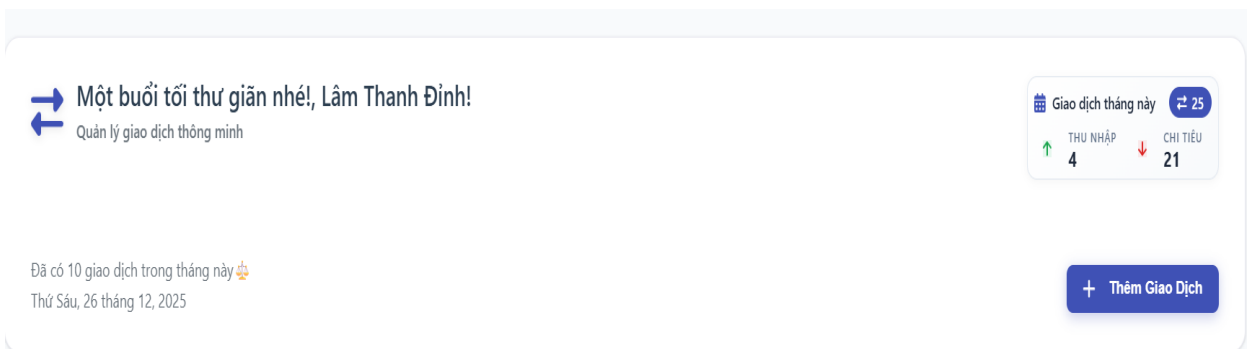 Một buổi tối thư giãn nhé!, Lâm Thanh Đỉnh!
Quản lý giao dịch thông minh
Giao dịch tháng này 25
THU NHẬP CHI TIÊU
4 21
Đã có 10 giao dịch trong tháng này
Thứ Sáu, 26 tháng 12, 2025
+ Thêm Giao Dịch